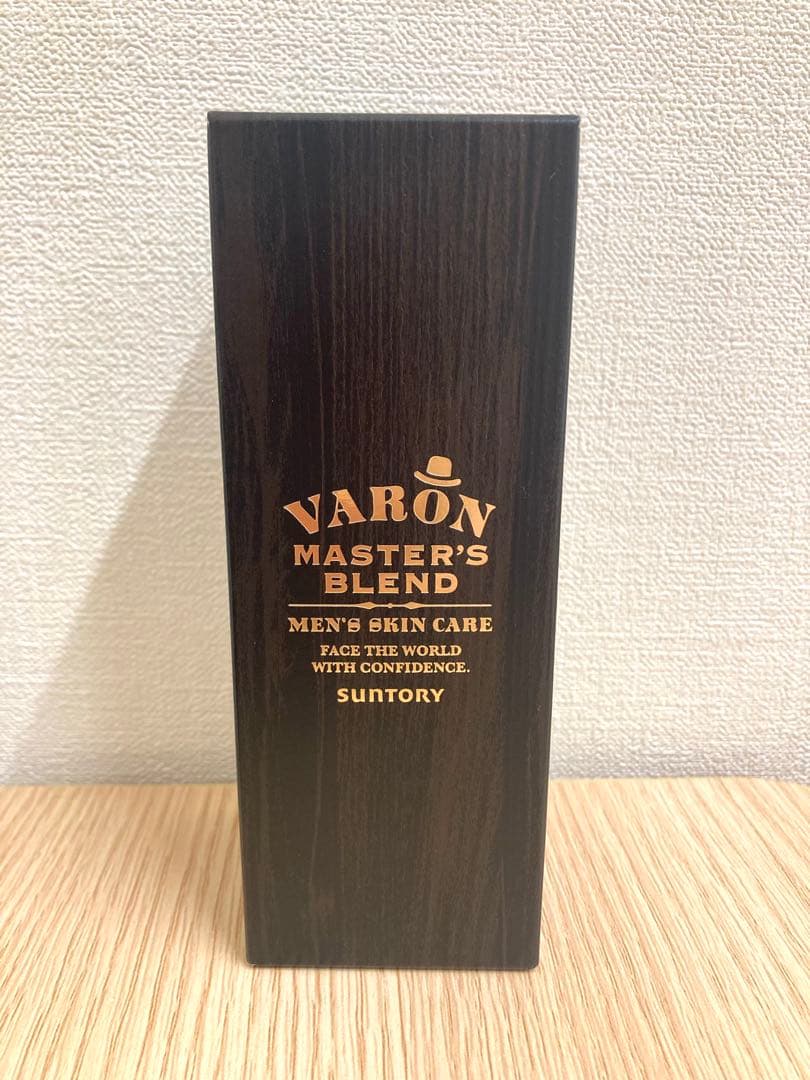 VARON
MASTER'S
BLEND
MEN'S SKIN CARE
FACE THE WORLD
WITH CONFIDENCE.
SUNTORY